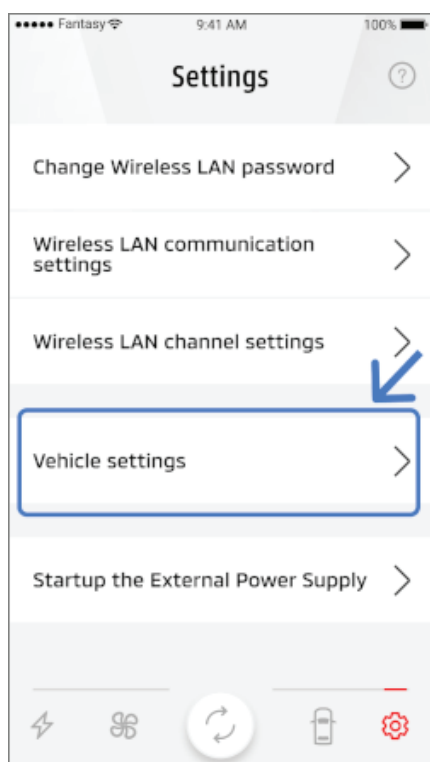 Fantasy 9:41 AM 100%
Settings ?
Change Wireless LAN password
Wireless LAN communication
settings
Wireless LAN channel settings
Vehicle settings
Startup the External Power Supply